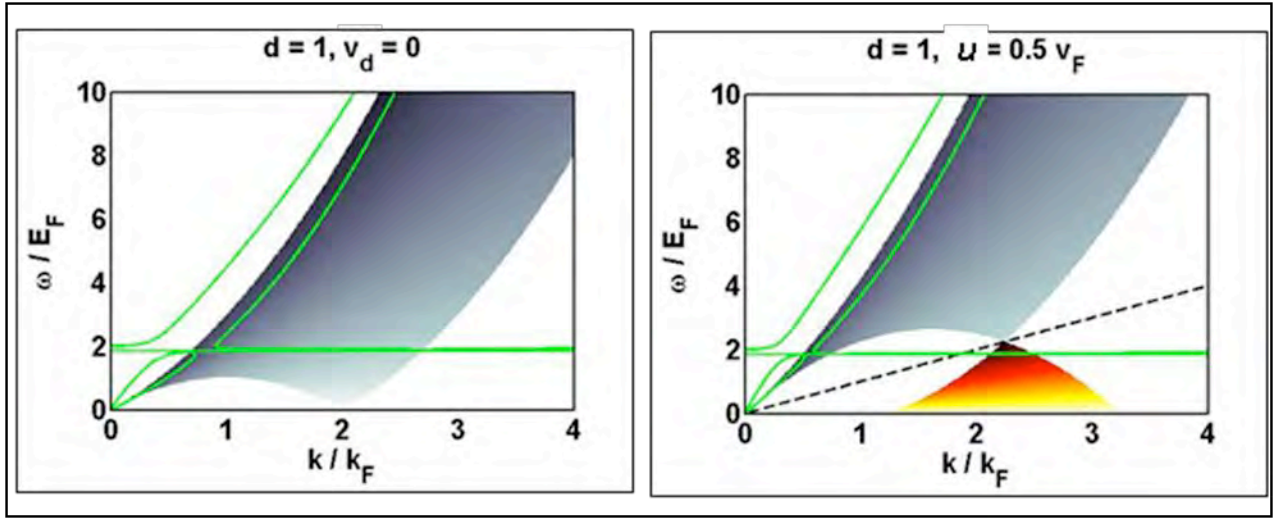 d = 1, v_d = 0
10
8
6
4
2
0
ω / E_F
0 1 2 3 4
k / k_F
d = 1, u = 0.5 v_F
10
8
6
4
2
0
ω / E_F
0 1 2 3 4
k / k_F